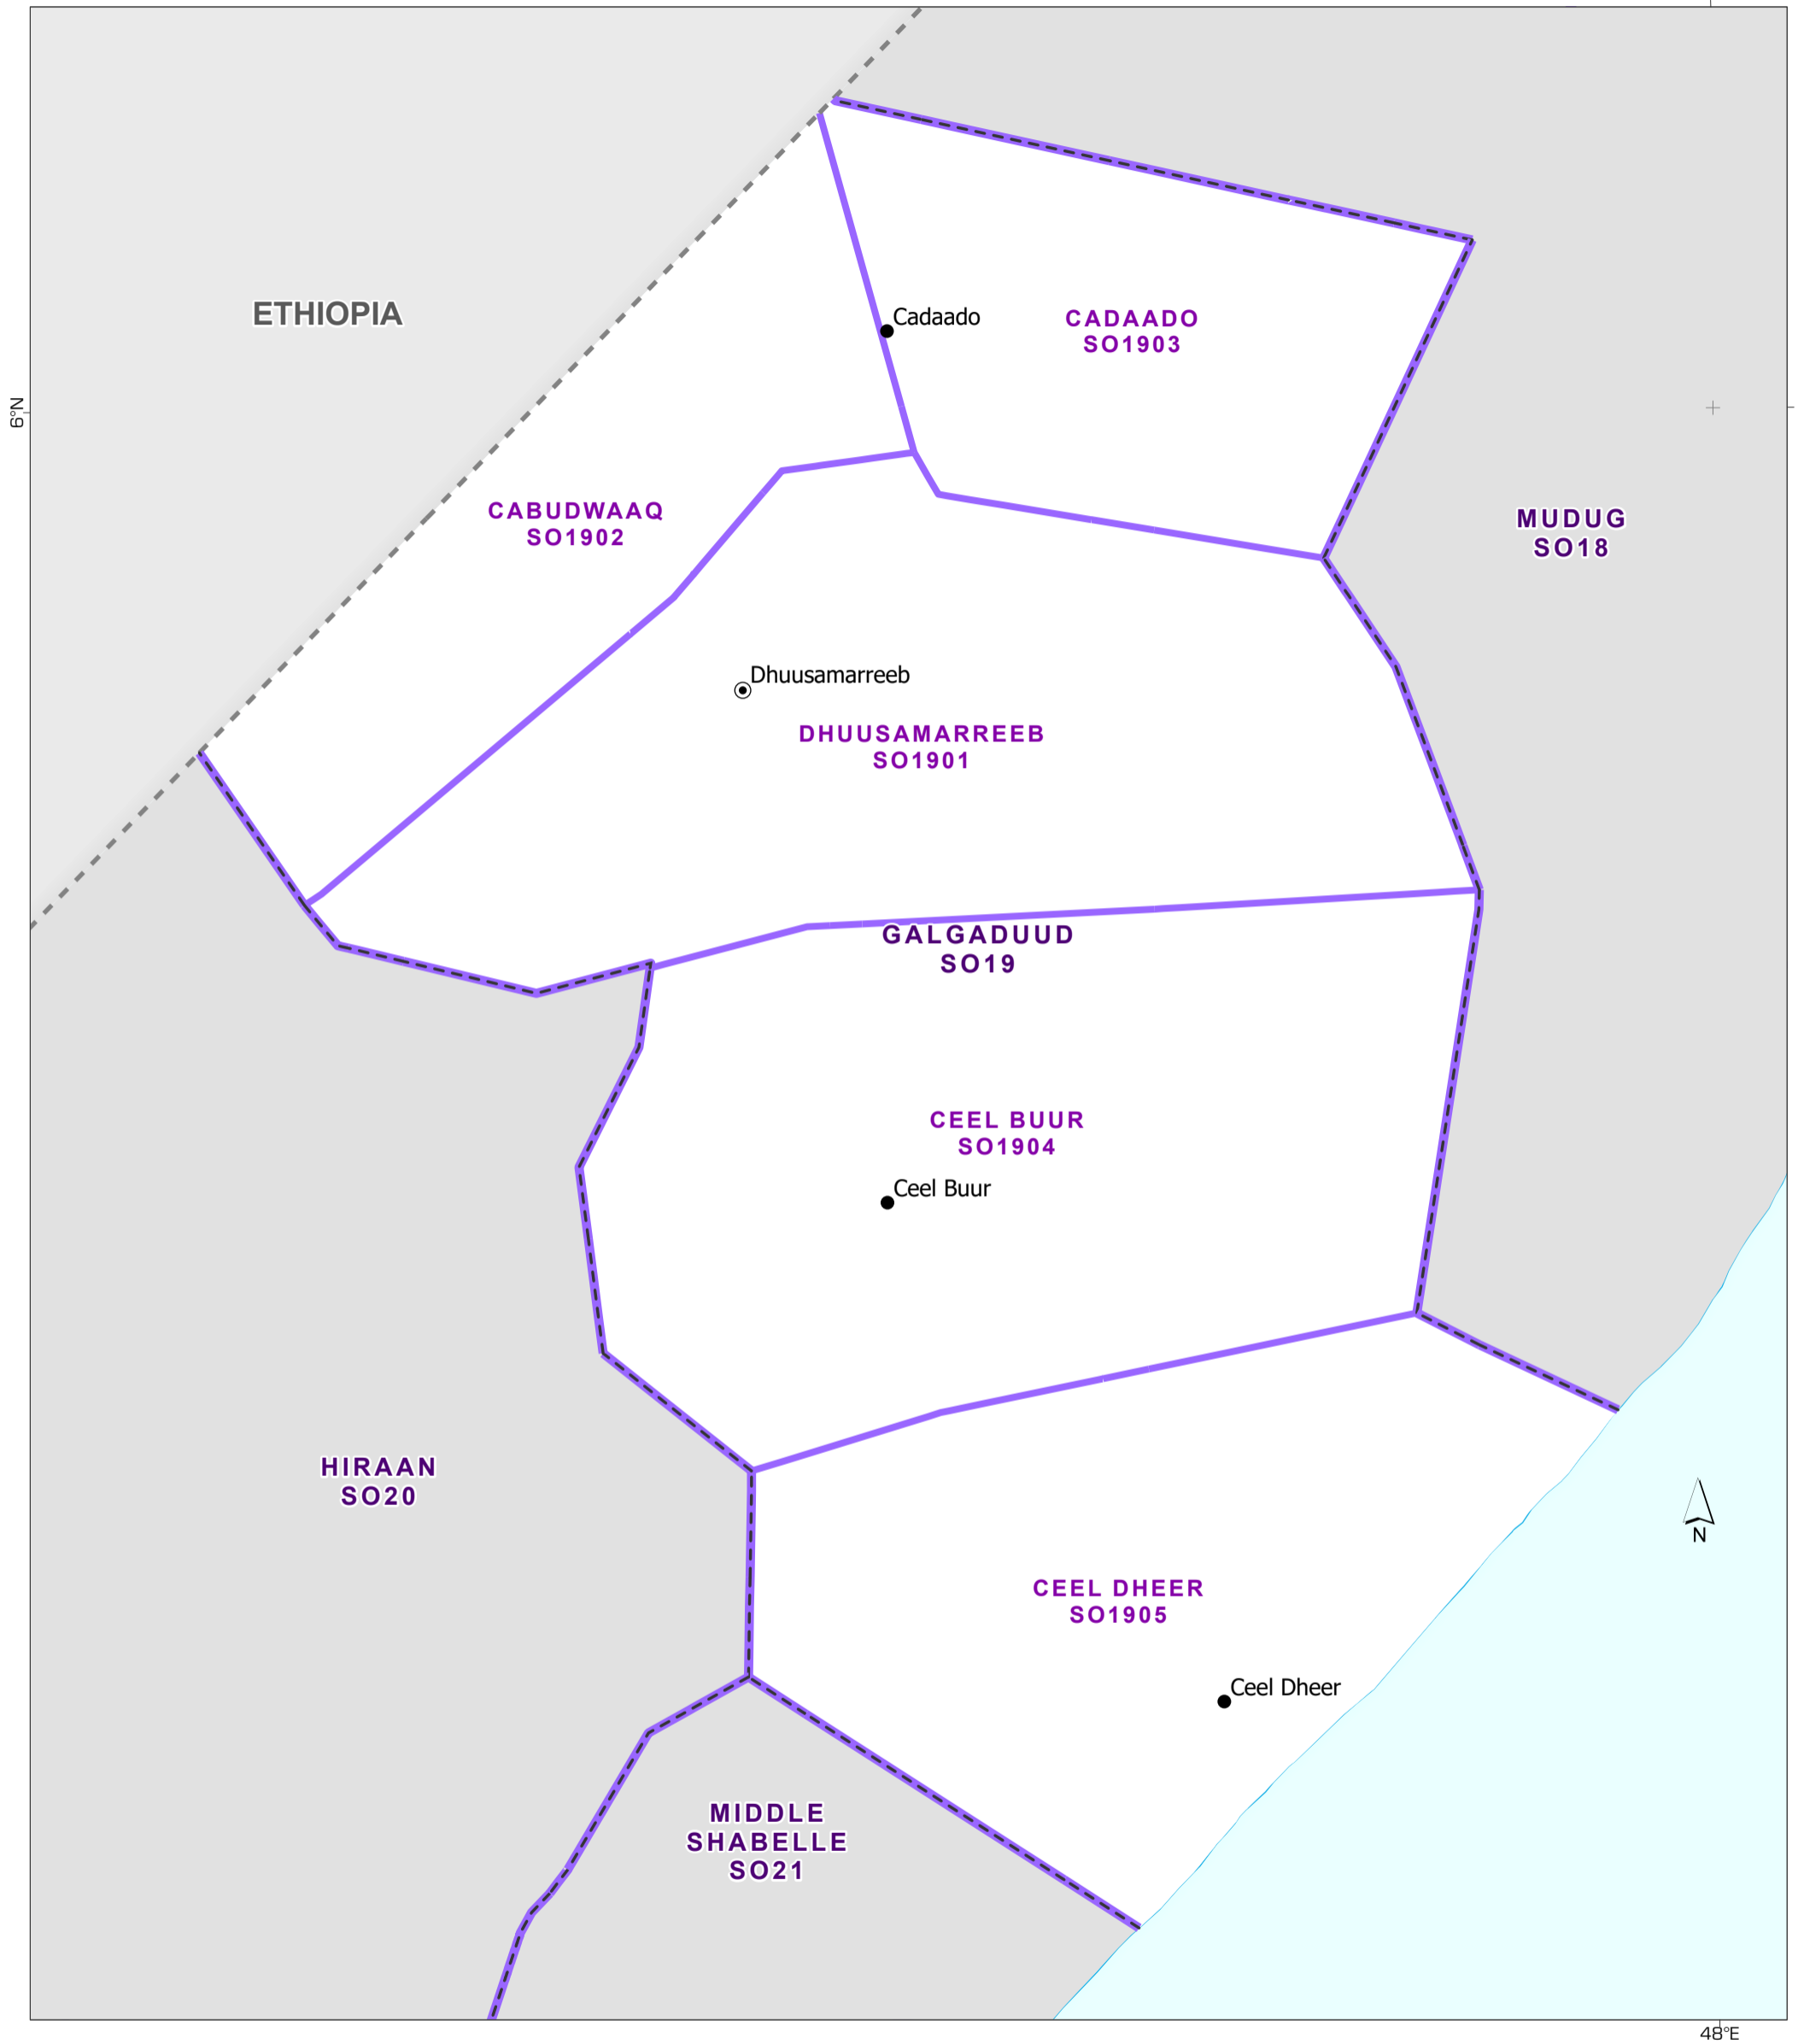 ETHIOPIA
Cadaado
CADAADO
SO1903
6°N
CABUDWAAQ
SO1902
MUDUG
SO18
Dhuusamarreeb
DHUUSAMARREEB
SO1901
GALGADUUD
SO19
CEEL BUUR
SO1904
Ceel Buur
HIRAAN
SO20
N
CEEL DHEER
SO1905
Ceel Dheer
MIDDLE
SHABELLE
SO21
48°E